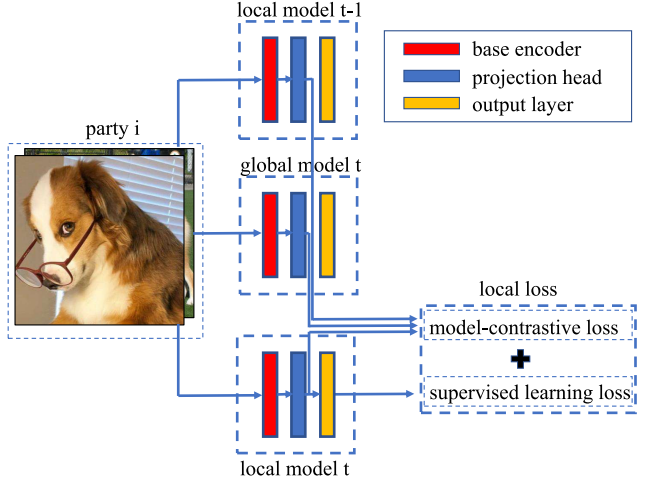 local model t-1
base encoder
projection head
output layer
party i
global model t
local loss
model-contrastive loss
supervised learning loss
local model t